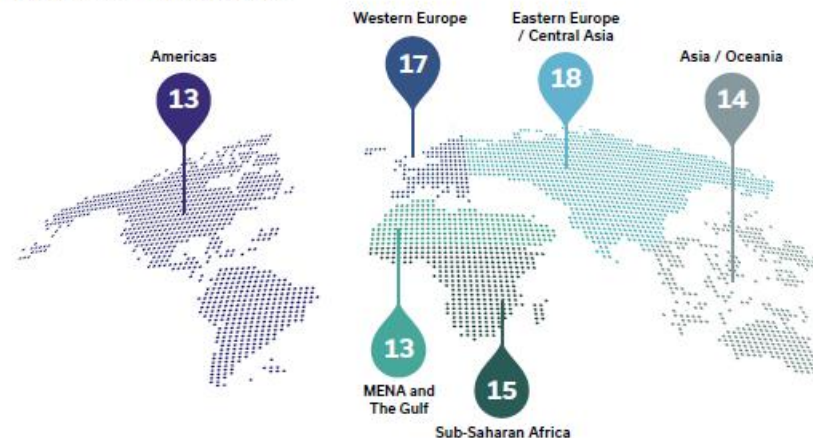 Americas
13
Western Europe
17
Eastern Europe
/ Central Asia
18
Asia / Oceania
14
13
MENA and
The Gulf
15
Sub-Saharan Africa